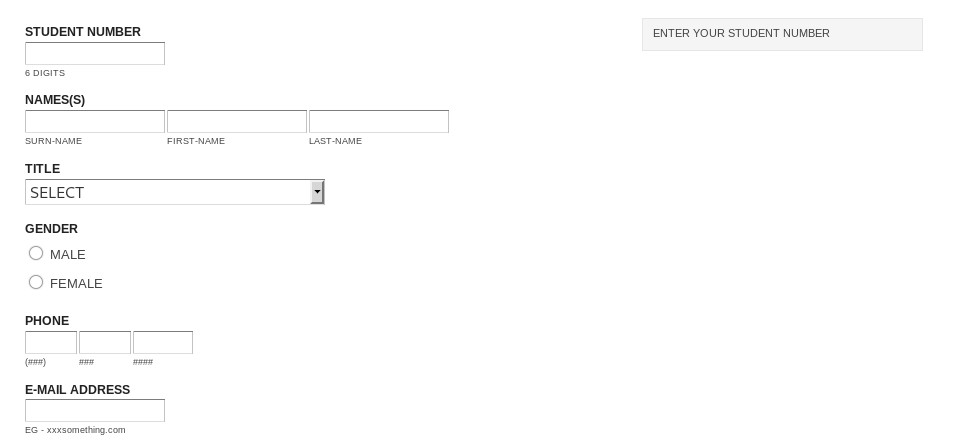 STUDENT NUMBER
ENTER YOUR STUDENT NUMBER
6 DIGITS
NAMES(S)
SURN-NAME FIRST-NAME LAST-NAME
TITLE
SELECT
GENDER
MALE
FEMALE
PHONE
(###) ### ####
E-MAIL ADDRESS
EG - xxxsomething.com